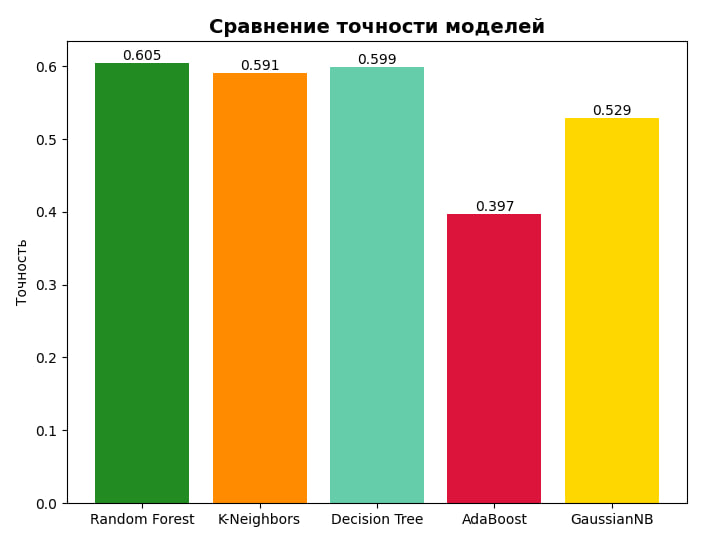 Сравнение точности моделей
Точность
0.6
0.5
0.4
0.3
0.2
0.1
0.0
0.605
0.591
0.599
0.397
0.529
Random Forest
K-Neighbors
Decision Tree
AdaBoost
GaussianNB